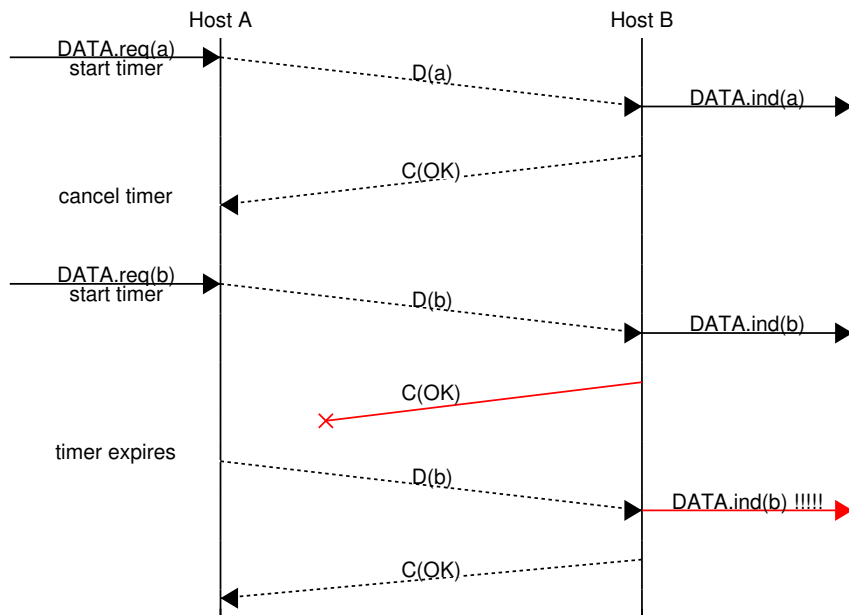 Host A
Host B
DATA.req(a)
start timer
D(a)
DATA.ind(a)
C(OK)
cancel timer
DATA.req(b)
start timer
D(b)
DATA.ind(b)
C(OK)
timer expires
D(b)
DATA.ind(b) !!!!!
C(OK)